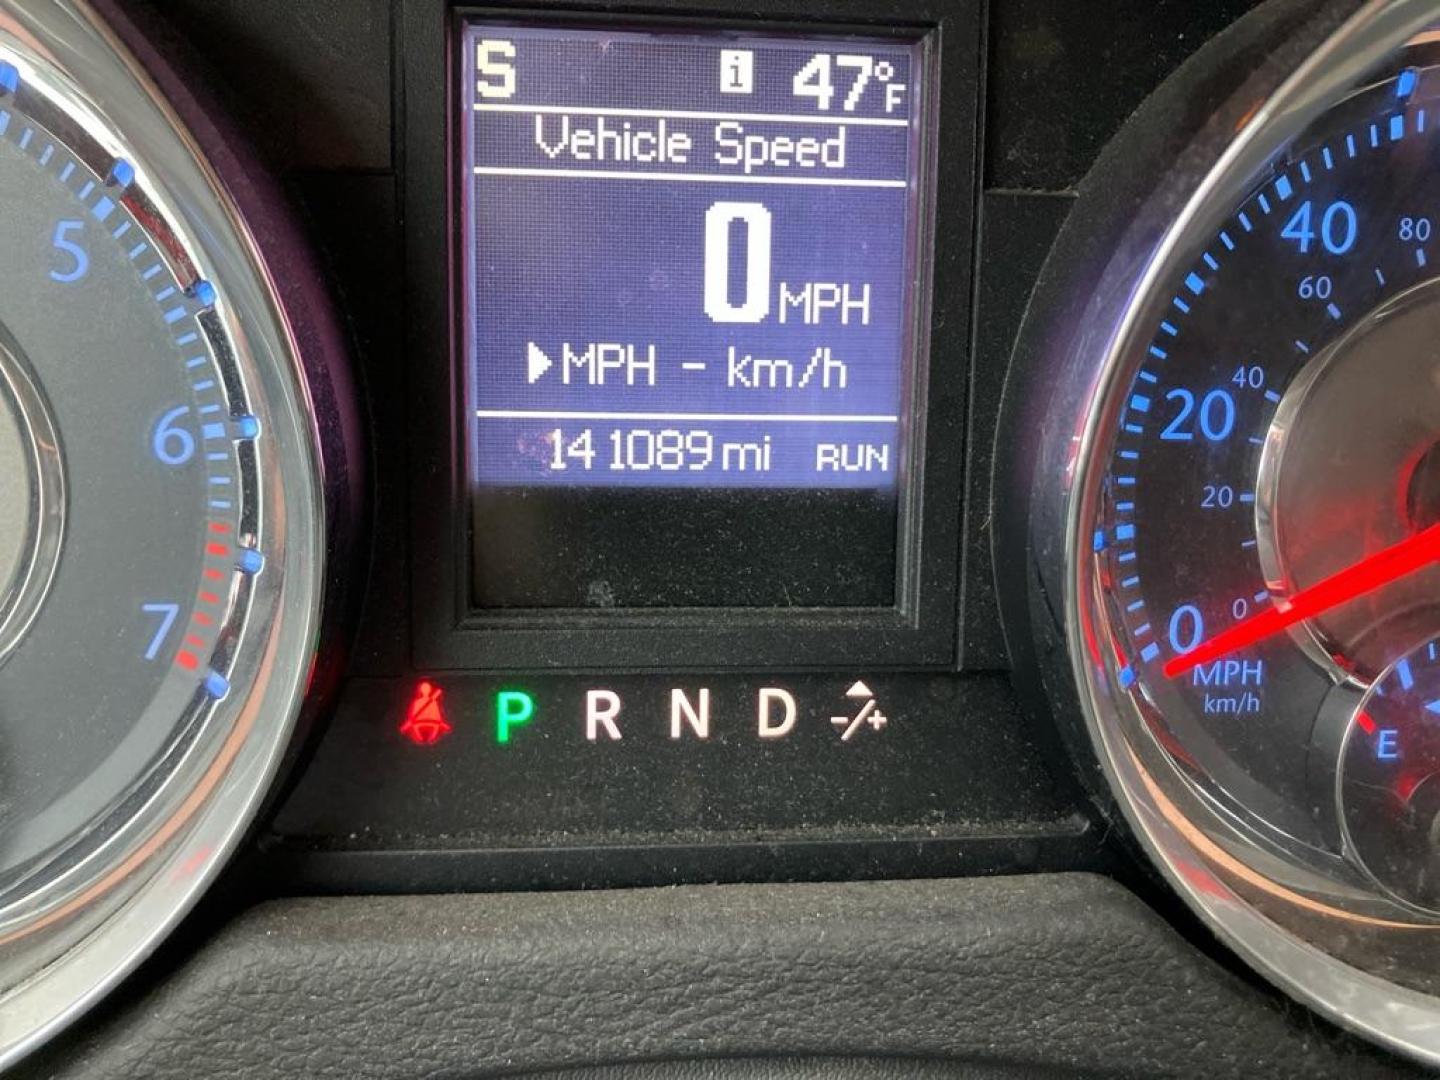 S i 47°F
Vehicle Speed
0 MPH
MPH - km/h
141089 mi RUN
P R N D -/+
5
6
7
40
80
60
20
40
20
0
0
MPH
km/h
E